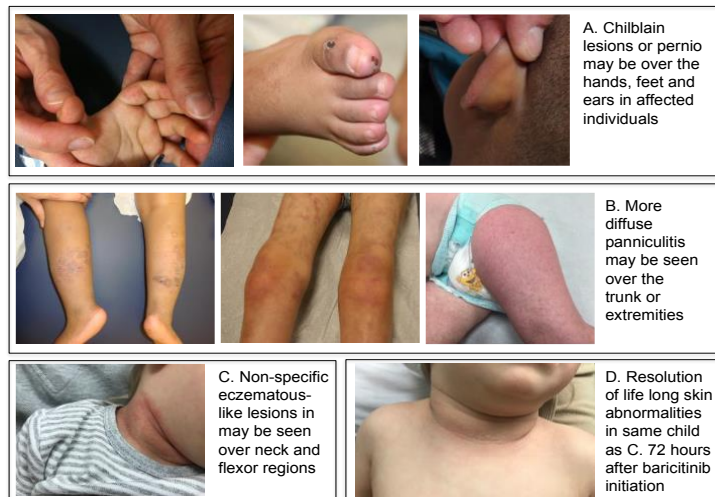 A. Chilblain
lesions or pernio
may be over the
hands, feet and
ears in affected
individuals
B. More
diffuse
panniculitis
may be seen
over the
trunk or
extremities
C. Non-specific
eczematous-
like lesions in
may be seen
over neck and
flexor regions
D. Resolution
of life long skin
abnormalities
in same child
as C. 72 hours
after baricitinib
initiation